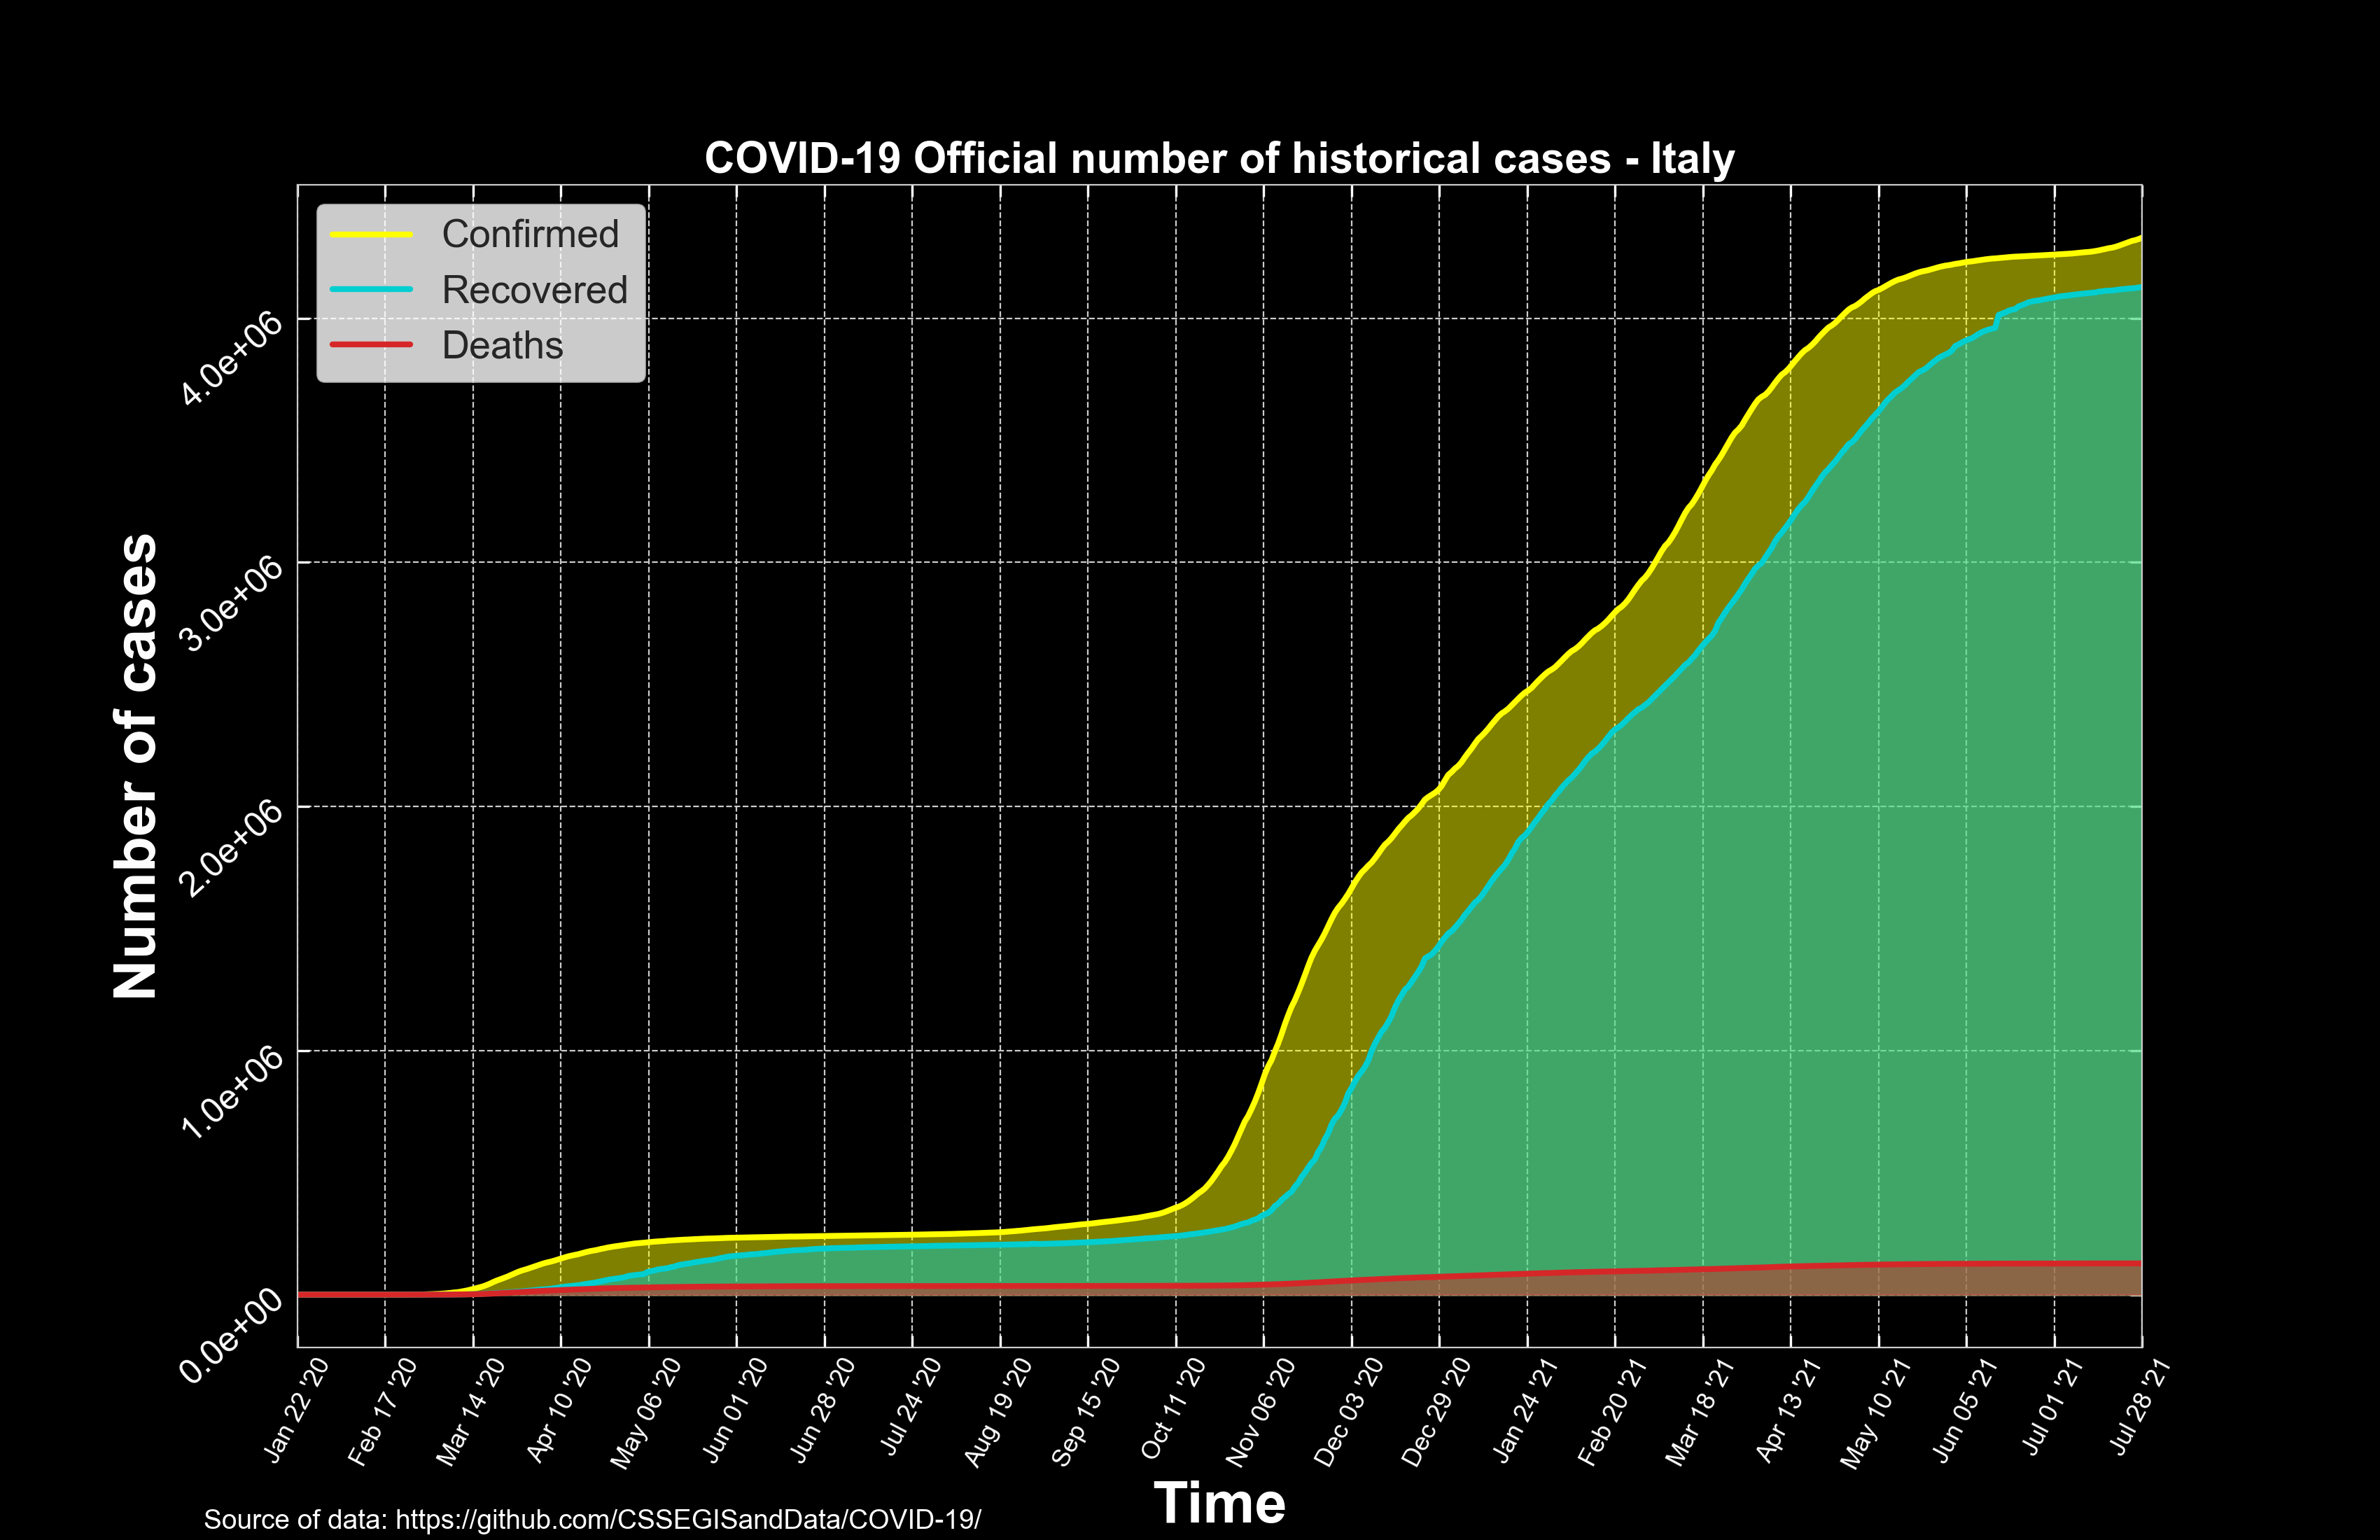 COVID-19 Official number of historical cases - Italy
Confirmed
Recovered
Deaths
Number of cases
4.0e+06
3.0e+06
2.0e+06
1.0e+06
0.0e+00
Jan 22 '20
Feb 17 '20
Mar 14 '20
Apr 10 '20
May 06 '20
Jun 01 '20
Jun 28 '20
Jul 24 '20
Aug 19 '20
Sep 15 '20
Oct 11 '20
Nov 06 '20
Dec 03 '20
Dec 29 '20
Jan 24 '21
Feb 20 '21
Mar 18 '21
Apr 13 '21
May 10 '21
Jun 05 '21
Jul 01 '21
Jul 28 '21
Time
Source of data: https://github.com/CSSEGISandData/COVID-19/